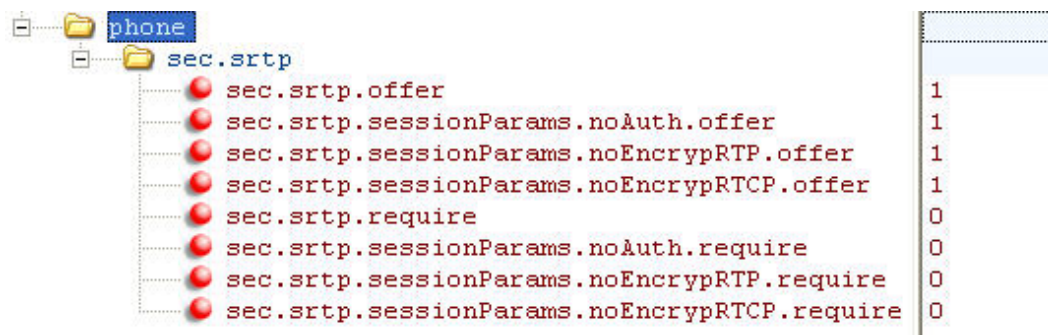 phone
sec.srtp
sec.srtp.offer 1
sec.srtp.sessionParams.noAuth.offer 1
sec.srtp.sessionParams.noEncrypRTP.offer 1
sec.srtp.sessionParams.noEncrypRTCP.offer 1
sec.srtp.require 0
sec.srtp.sessionParams.noAuth.require 0
sec.srtp.sessionParams.noEncrypRTP.require 0
sec.srtp.sessionParams.noEncrypRTCP.require 0